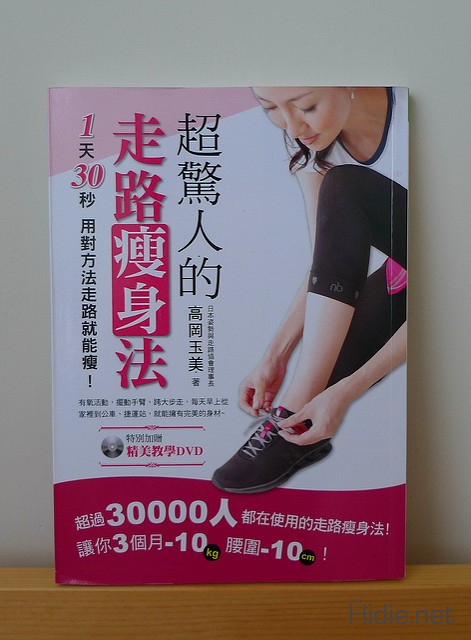 超驚人的
走路瘦身法
1天30秒 用對方法走路就能瘦！
日本姿勢與走路協會理事長
高岡玉美 著
有氧活動，擺動手臂，跨大步走，每天早上從
家裡到公車、捷運站，就能擁有完美的身材~
特別加贈
精美教學DVD
nb
超過30000人都在使用的走路瘦身法!
讓你3個月-10kg 腰圍-10cm！
Hidie.net